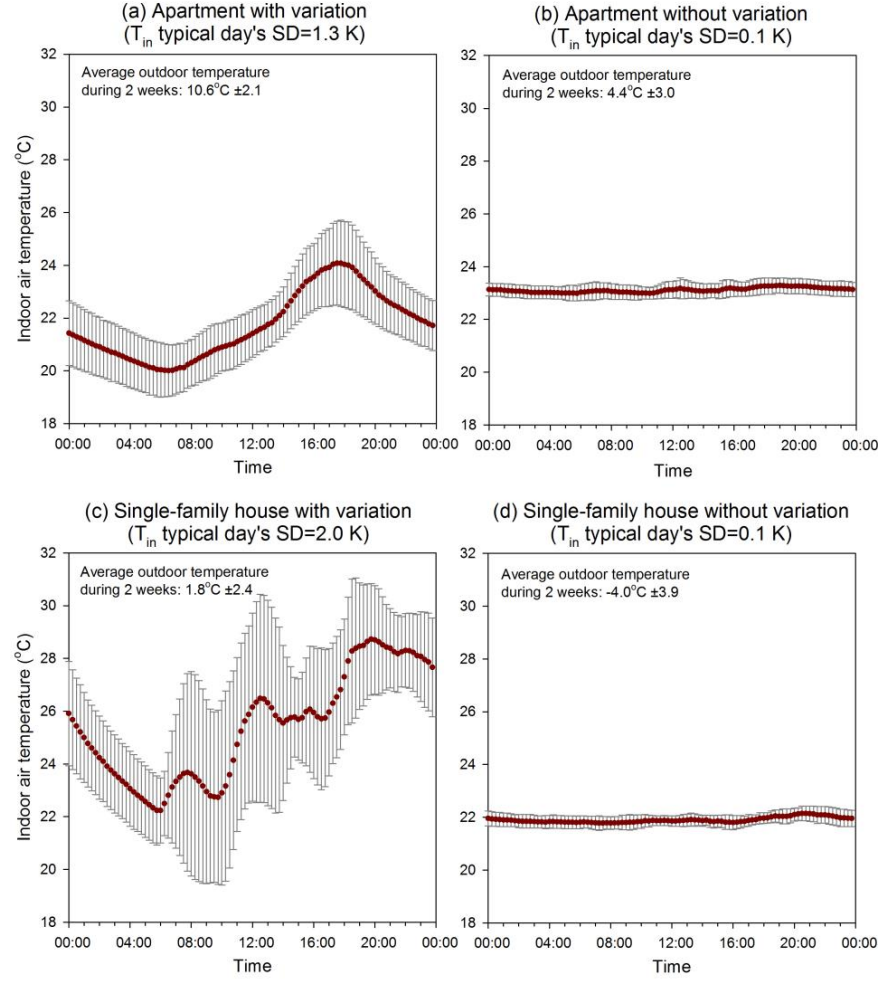 (a) Apartment with variation
(Tin typical day's SD=1.3 K)
Average outdoor temperature
during 2 weeks: 10.6°C ±2.1
Indoor air temperature (°C)
32
30
28
26
24
22
20
18
00:00 04:00 08:00 12:00 16:00 20:00 00:00
Time
(b) Apartment without variation
(Tin typical day's SD=0.1 K)
Average outdoor temperature
during 2 weeks: 4.4°C ±3.0
32
30
28
26
24
22
20
18
00:00 04:00 08:00 12:00 16:00 20:00 00:00
Time
(c) Single-family house with variation
(Tin typical day's SD=2.0 K)
Average outdoor temperature
during 2 weeks: 1.8°C ±2.4
Indoor air temperature (°C)
32
30
28
26
24
22
20
18
00:00 04:00 08:00 12:00 16:00 20:00 00:00
Time
(d) Single-family house without variation
(Tin typical day's SD=0.1 K)
Average outdoor temperature
during 2 weeks: -4.0°C ±3.9
32
30
28
26
24
22
20
18
00:00 04:00 08:00 12:00 16:00 20:00 00:00
Time